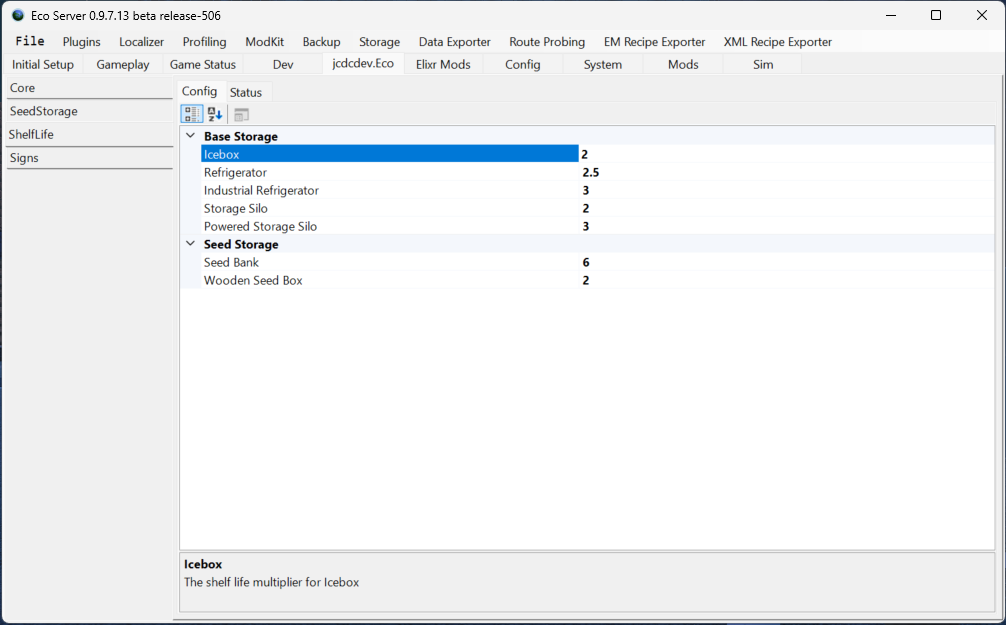 Eco Server 0.9.7.13 beta release-506
File Plugins Localizer Profiling ModKit Backup Storage Data Exporter Route Probing EM Recipe Exporter XML Recipe Exporter
Initial Setup Gameplay Game Status Dev jcdcdev.Eco Elixr Mods Config System Mods Sim
Core
SeedStorage
ShelfLife
Signs
Config Status
Base Storage
Icebox 2
Refrigerator 2.5
Industrial Refrigerator 3
Storage Silo 2
Powered Storage Silo 3
Seed Storage
Seed Bank 6
Wooden Seed Box 2
Icebox
The shelf life multiplier for Icebox